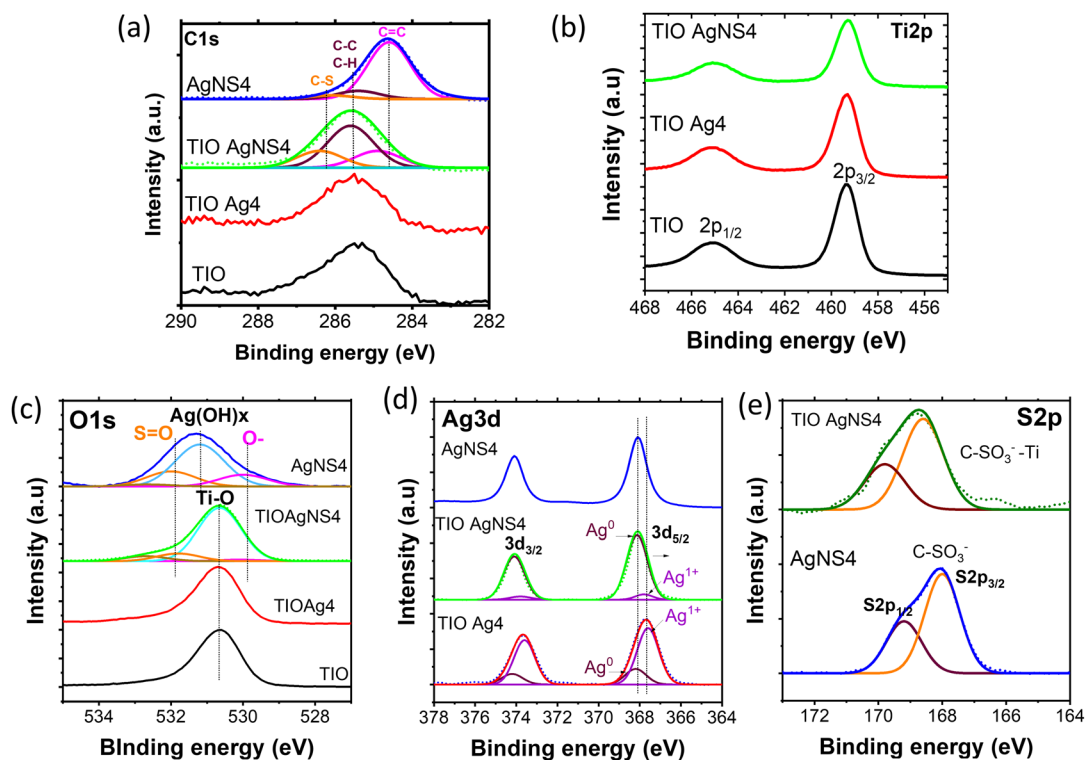 (a)
C1s
C=C
C-C
C-H
C-S
AgNS4
TIO AgNS4
TIO Ag4
TIO
Intensity (a.u.)
290 288 286 284 282
Binding energy (eV)
(b)
Ti2p
TIO AgNS4
TIO Ag4
TIO
2p1/2
2p3/2
Intensity (a.u)
468 466 464 462 460 458 456
Binding energy (eV)
(c)
O1s
Ag(OH)x
S=O
O-
AgNS4
Ti-O
TIOAgNS4
TIOAg4
TIO
Intensity (a.u)
534 532 530 528
BInding energy (eV)
(d)
Ag3d
AgNS4
TIO AgNS4
3d3/2
Ag0
3d5/2
Ag1+
TIO Ag4
Ag1+
Ag0
Intensity (a.u)
378 376 374 372 370 368 366 364
Binding energy (eV)
(e)
S2p
TIO AgNS4
C-SO3- -Ti
AgNS4
C-SO3-
S2p3/2
S2p1/2
Intensity (a.u)
172 170 168 166 164
Binding energy (eV)